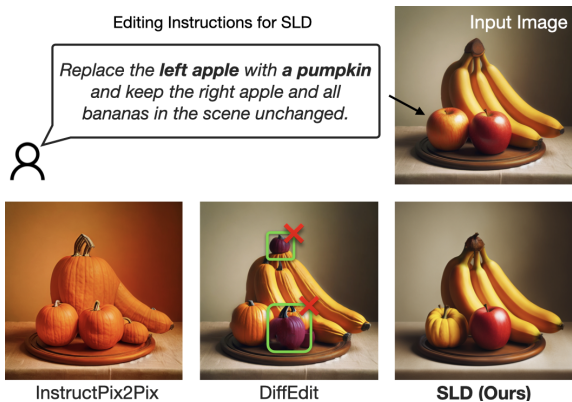 Editing Instructions for SLD
Input Image
Replace the left apple with a pumpkin
and keep the right apple and all
bananas in the scene unchanged.
InstructPix2Pix
DiffEdit
SLD (Ours)